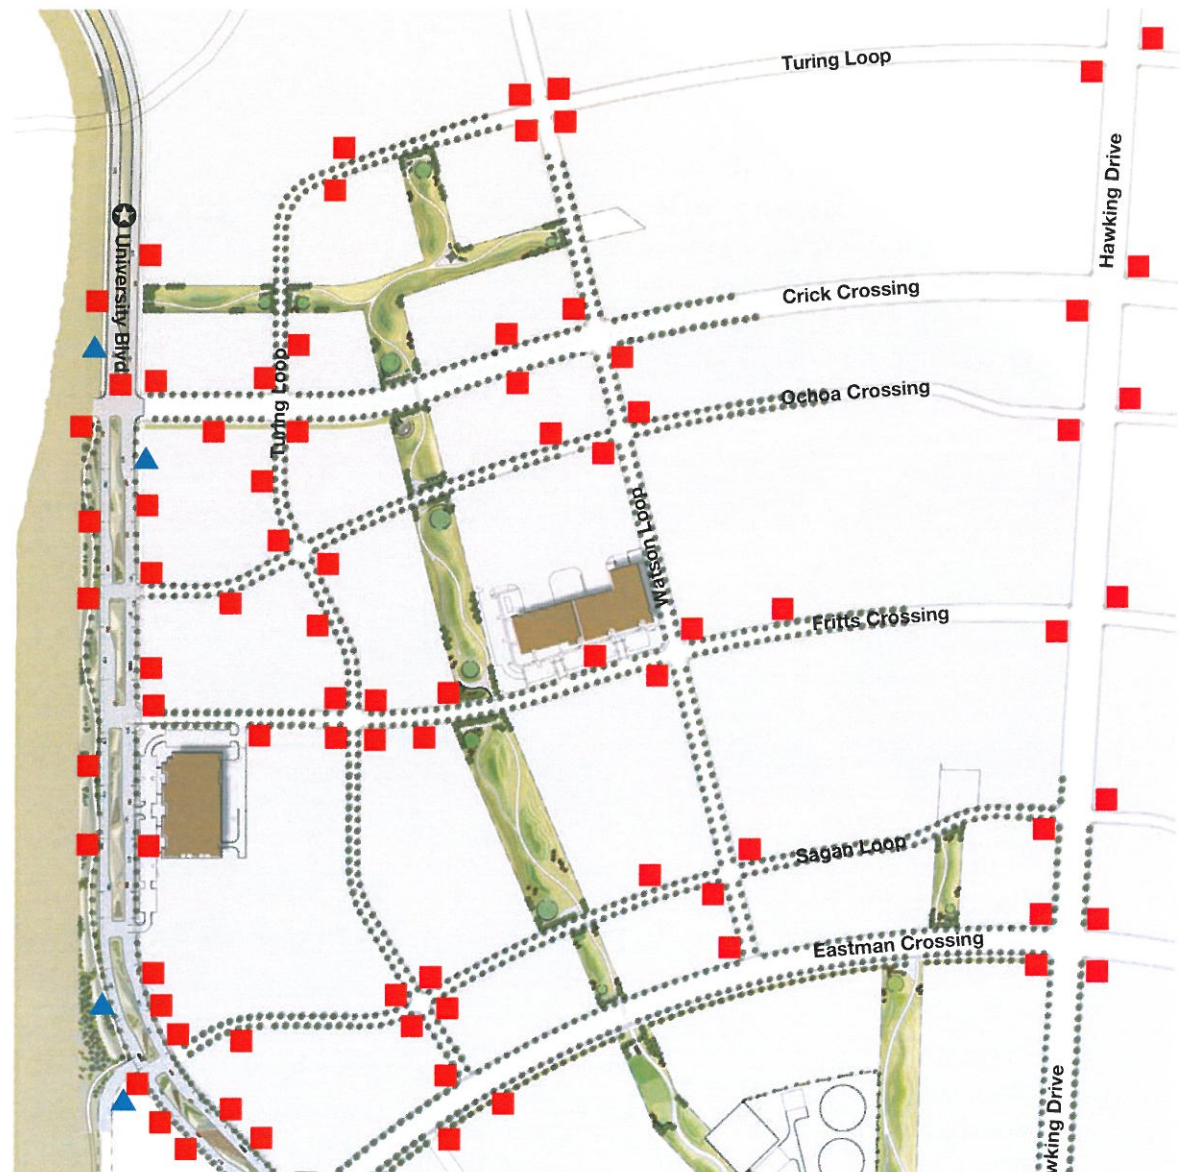 Turing Loop
Hawking Drive
University Blvd
Crick Crossing
Turing Loop
Ochoa Crossing
Watson Loop
Fritts Crossing
Sagan Loop
Eastman Crossing
wking Drive